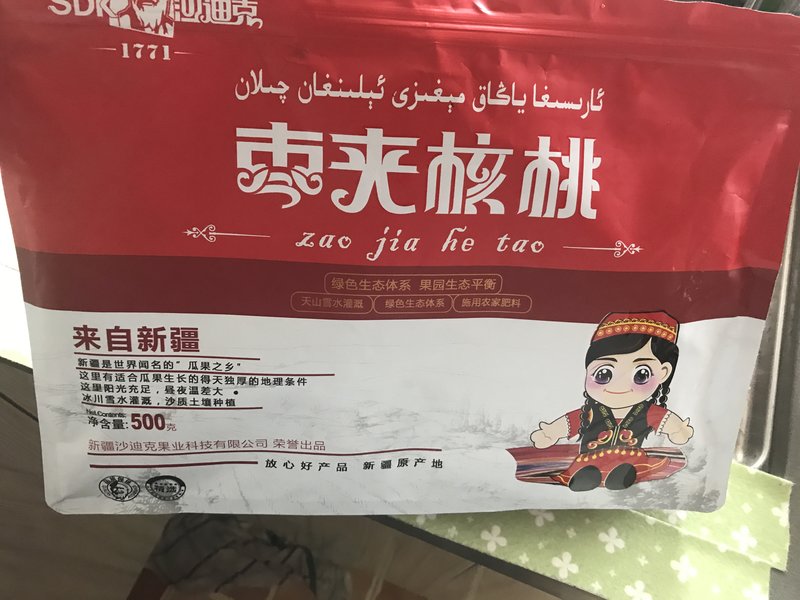 SDK 沙迪克
1771
ئارىسىغا ياڭاق مېغىزى ئېلىنغان چىلان
枣夹核桃
zao jia he tao
绿色生态体系 果园生态平衡
天山雪水灌溉 绿色生态体系 施用农家肥料
来自新疆
新疆是世界闻名的"瓜果之乡"
这里有适合瓜果生长的得天独厚的地理条件
这里阳光充足,昼夜温差大
冰川雪水灌溉,沙质土壤种植
Net Contents:
净含量:500克
新疆沙迪克果业科技有限公司 荣誉出品
放心好产品 新疆原产地